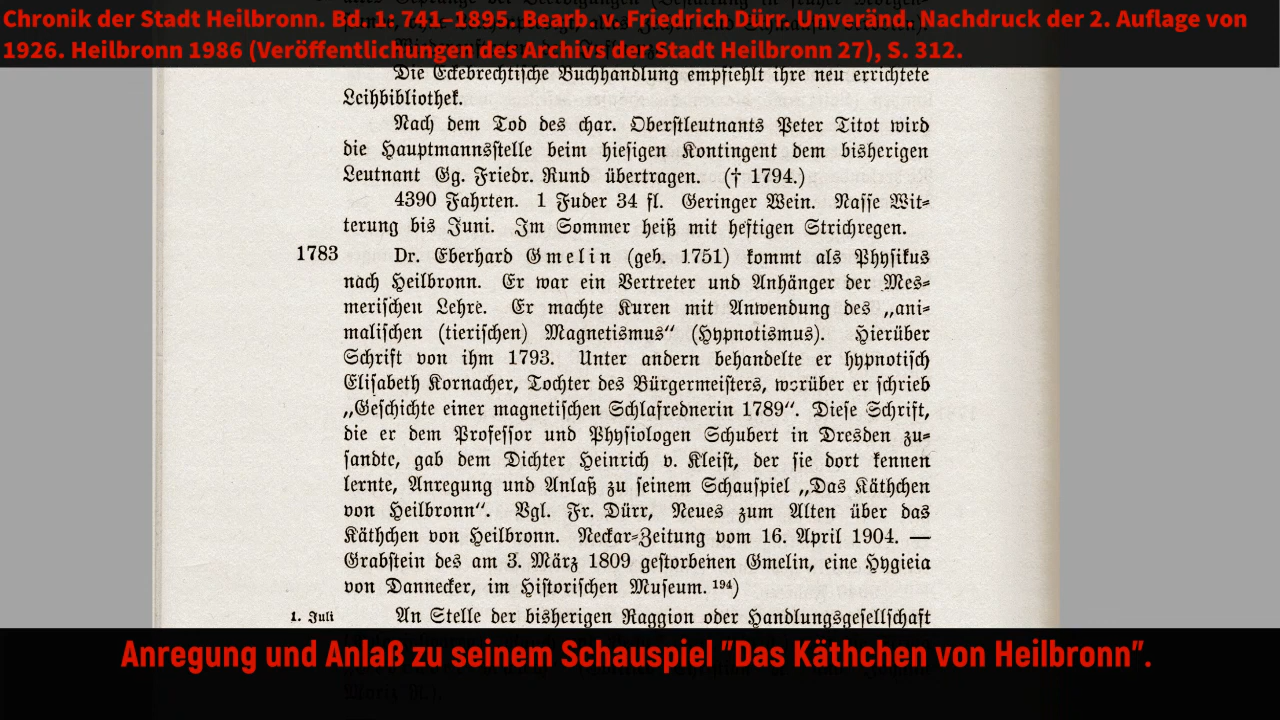 Chronik der Stadt Heilbronn. Bd. 1: 741–1895. Bearb. v. Friedrich Dürr. Unveränd. Nachdruck der 2. Auflage von
1926. Heilbronn 1986 (Veröffentlichungen des Archivs der Stadt Heilbronn 27), S. 312.
Die Eckebrechtische Buchhandlung empfiehlt ihre neu errichtete
Leihbibliothek.
Nach dem Tod des char. Oberstleutnants Peter Titot wird
die Hauptmannsstelle beim hiesigen Kontingent dem bisherigen
Leutnant Gg. Friedr. Rund übertragen. († 1794.)
4390 Fahrten. 1 Fuder 34 fl. Geringer Wein. Nasse Wit-
terung bis Juni. Im Sommer heiß mit heftigen Strichregen.
1783 Dr. Eberhard Gmelin (geb. 1751) kommt als Physikus
nach Heilbronn. Er war ein Vertreter und Anhänger der Mes-
merischen Lehre. Er machte Kuren mit Anwendung des „ani-
malischen (tierischen) Magnetismus“ (Hypnotismus). Hierüber
Schrift von ihm 1793. Unter andern behandelte er hypnotisch
Elisabeth Kornacher, Tochter des Bürgermeisters, worüber er schrieb
„Geschichte einer magnetischen Schlafrednerin 1789“. Diese Schrift,
die er dem Professor und Physiologen Schubert in Dresden zu-
sandte, gab dem Dichter Heinrich v. Kleist, der sie dort kennen
lernte, Anregung und Anlaß zu seinem Schauspiel „Das Käthchen
von Heilbronn“. Vgl. Fr. Dürr, Neues zum Alten über das
Käthchen von Heilbronn. Neckar-Zeitung vom 16. April 1904. —
Grabstein des am 3. März 1809 gestorbenen Gmelin, eine Hygieia
von Dannecker, im Historischen Museum. ¹⁹⁴)
1. Juli An Stelle der bisherigen Raggion oder Handlungsgesellschaft
Anregung und Anlaß zu seinem Schauspiel "Das Käthchen von Heilbronn".